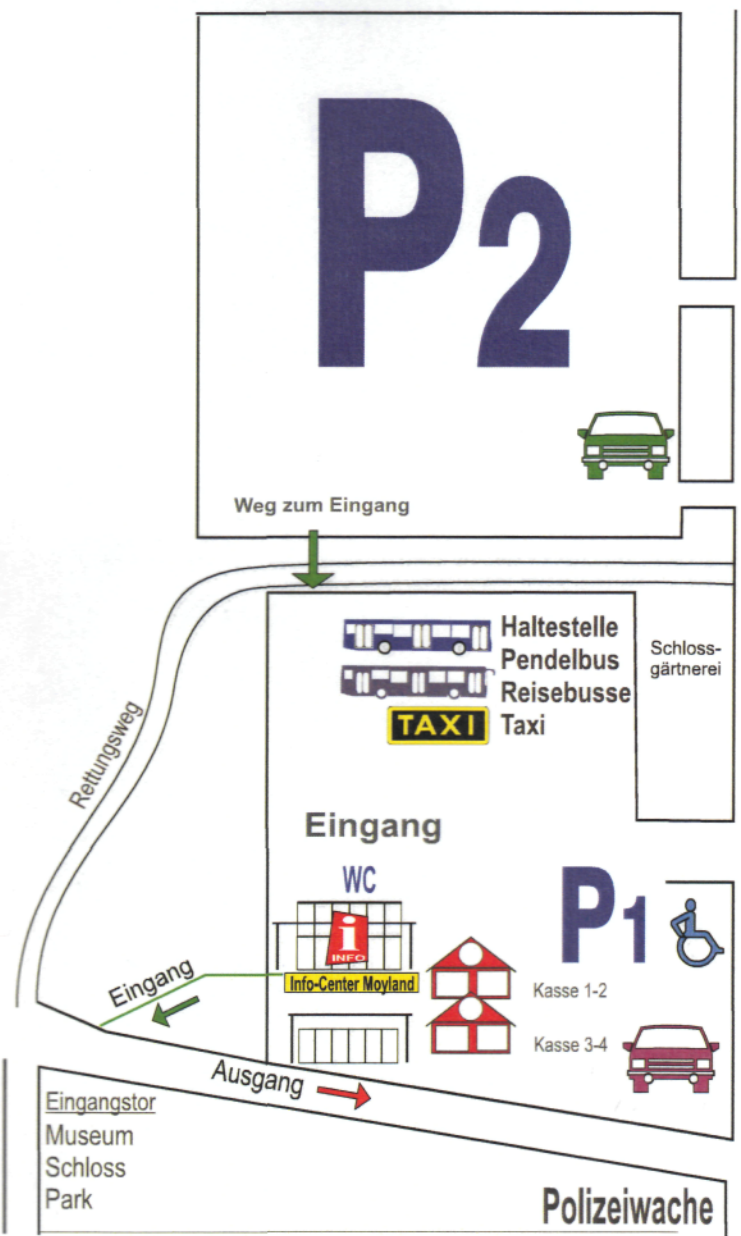 P2
Weg zum Eingang
Haltestelle
Pendelbus
Reisebusse
TAXI Taxi
Schloss-
gärtnerei
Rettungsweg
Eingang
WC
P1
i
INFO
Info-Center Moyland
Kasse 1-2
Kasse 3-4
Eingang
Ausgang
Eingangstor
Museum
Schloss
Park
Polizeiwache